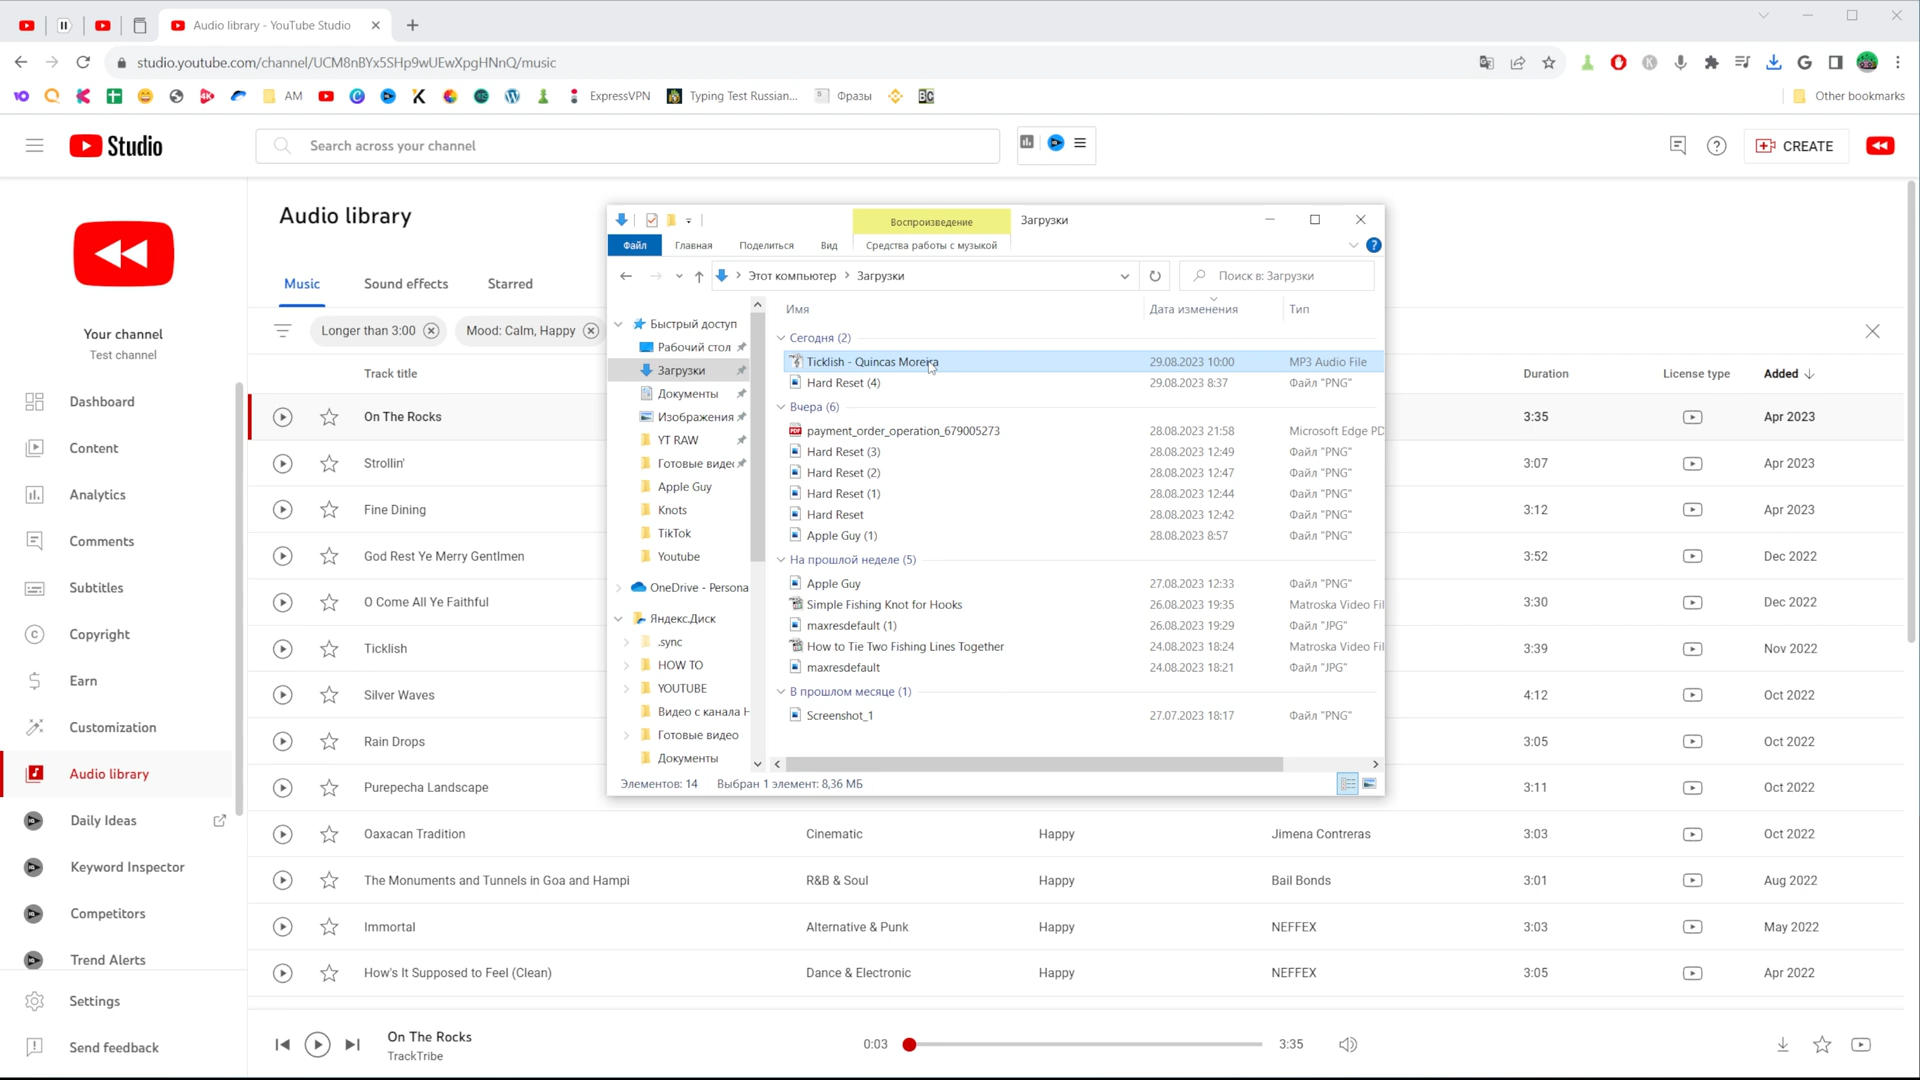 Audio library - YouTube Studio
studio.youtube.com/channel/UCM8nBYx5SHp9wUEwXpgHNnQ/music
AM
ExpressVPN
Typing Test Russian...
Фразы
Other bookmarks
Studio
Search across your channel
CREATE
Your channel
Test channel
Dashboard
Content
Analytics
Comments
Subtitles
Copyright
Earn
Customization
Audio library
Daily Ideas
Keyword Inspector
Competitors
Trend Alerts
Settings
Send feedback
Audio library
Music
Sound effects
Starred
Longer than 3:00
Mood: Calm, Happy
Track title
Duration
License type
Added
On The Rocks
3:35
Apr 2023
Strollin'
3:07
Apr 2023
Fine Dining
3:12
Apr 2023
God Rest Ye Merry Gentlmen
3:52
Dec 2022
O Come All Ye Faithful
3:30
Dec 2022
Ticklish
3:39
Nov 2022
Silver Waves
4:12
Oct 2022
Rain Drops
3:05
Oct 2022
Purepecha Landscape
3:11
Oct 2022
Oaxacan Tradition
Cinematic
Happy
Jimena Contreras
3:03
Oct 2022
The Monuments and Tunnels in Goa and Hampi
R&B & Soul
Happy
Bail Bonds
3:01
Aug 2022
Immortal
Alternative & Punk
Happy
NEFFEX
3:03
May 2022
How's It Supposed to Feel (Clean)
Dance & Electronic
Happy
NEFFEX
3:05
Apr 2022
On The Rocks
TrackTribe
0:03
3:35
Воспроизведение
Загрузки
Файл
Главная
Поделиться
Вид
Средства работы с музыкой
Этот компьютер
Загрузки
Поиск в: Загрузки
Быстрый доступ
Рабочий стол
Загрузки
Документы
Изображения
YT RAW
Готовые видео
Apple Guy
Knots
TikTok
Youtube
OneDrive - Persona
Яндекс.Диск
.sync
HOW TO
YOUTUBE
Видео с канала Н
Готовые видео
Документы
Имя
Дата изменения
Тип
Сегодня (2)
Ticklish - Quincas Moreira
29.08.2023 10:00
MP3 Audio File
Hard Reset (4)
29.08.2023 8:37
Файл "PNG"
Вчера (6)
payment_order_operation_679005273
28.08.2023 21:58
Microsoft Edge PD
Hard Reset (3)
28.08.2023 12:49
Файл "PNG"
Hard Reset (2)
28.08.2023 12:47
Файл "PNG"
Hard Reset (1)
28.08.2023 12:44
Файл "PNG"
Hard Reset
28.08.2023 12:42
Файл "PNG"
Apple Guy (1)
28.08.2023 8:57
Файл "PNG"
На прошлой неделе (5)
Apple Guy
27.08.2023 12:33
Файл "PNG"
Simple Fishing Knot for Hooks
26.08.2023 19:35
Matroska Video Fil
maxresdefault (1)
26.08.2023 19:29
Файл "JPG"
How to Tie Two Fishing Lines Together
24.08.2023 18:24
Matroska Video Fil
maxresdefault
24.08.2023 18:21
Файл "JPG"
В прошлом месяце (1)
Screenshot_1
27.07.2023 18:17
Файл "PNG"
Элементов: 14
Выбран 1 элемент: 8,36 МБ